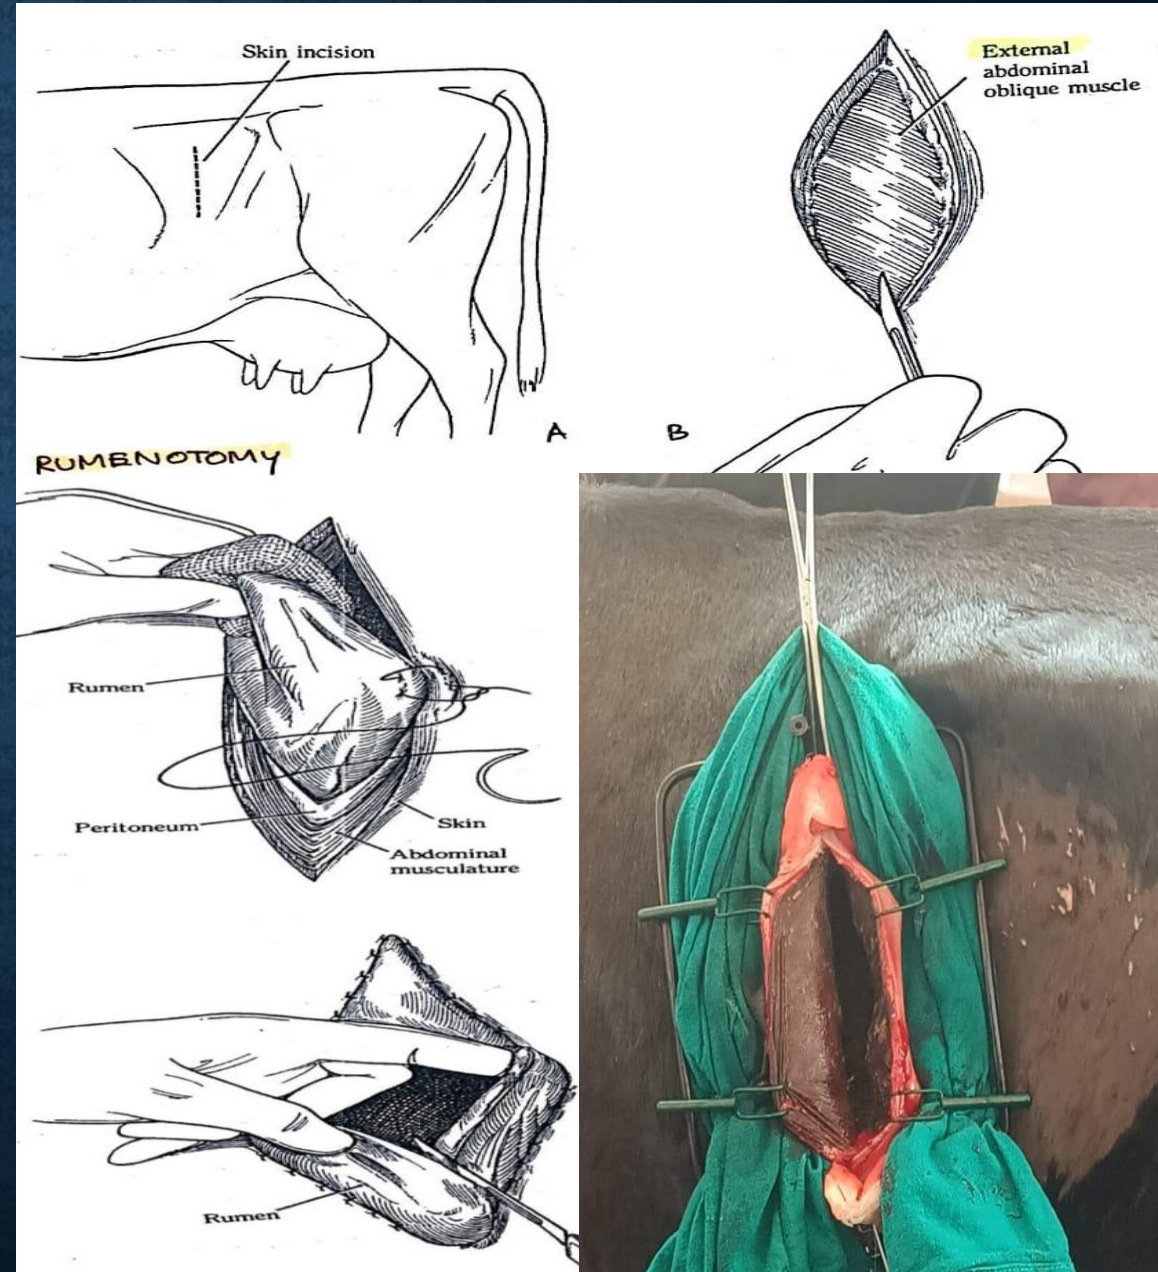 Skin incision
External
abdominal
oblique muscle
A
B
RUMENOTOMY
Rumen
Peritoneum
Skin
Abdominal
musculature
Rumen